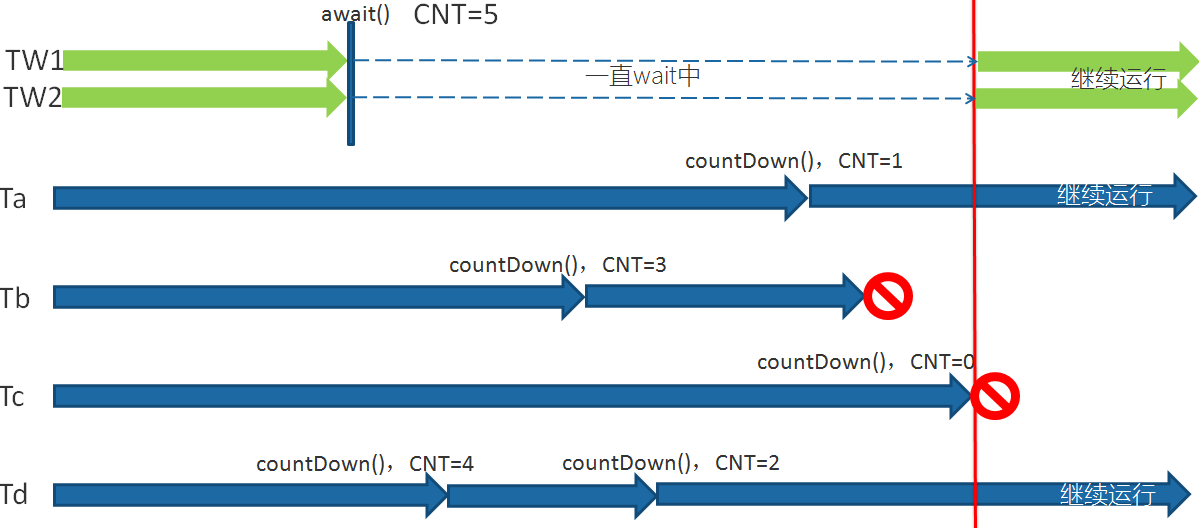 await() CNT=5
TW1
一直wait中
继续运行
TW2
countDown()，CNT=1
Ta
继续运行
countDown()，CNT=3
Tb
countDown()，CNT=0
Tc
countDown()，CNT=4
countDown()，CNT=2
Td
继续运行